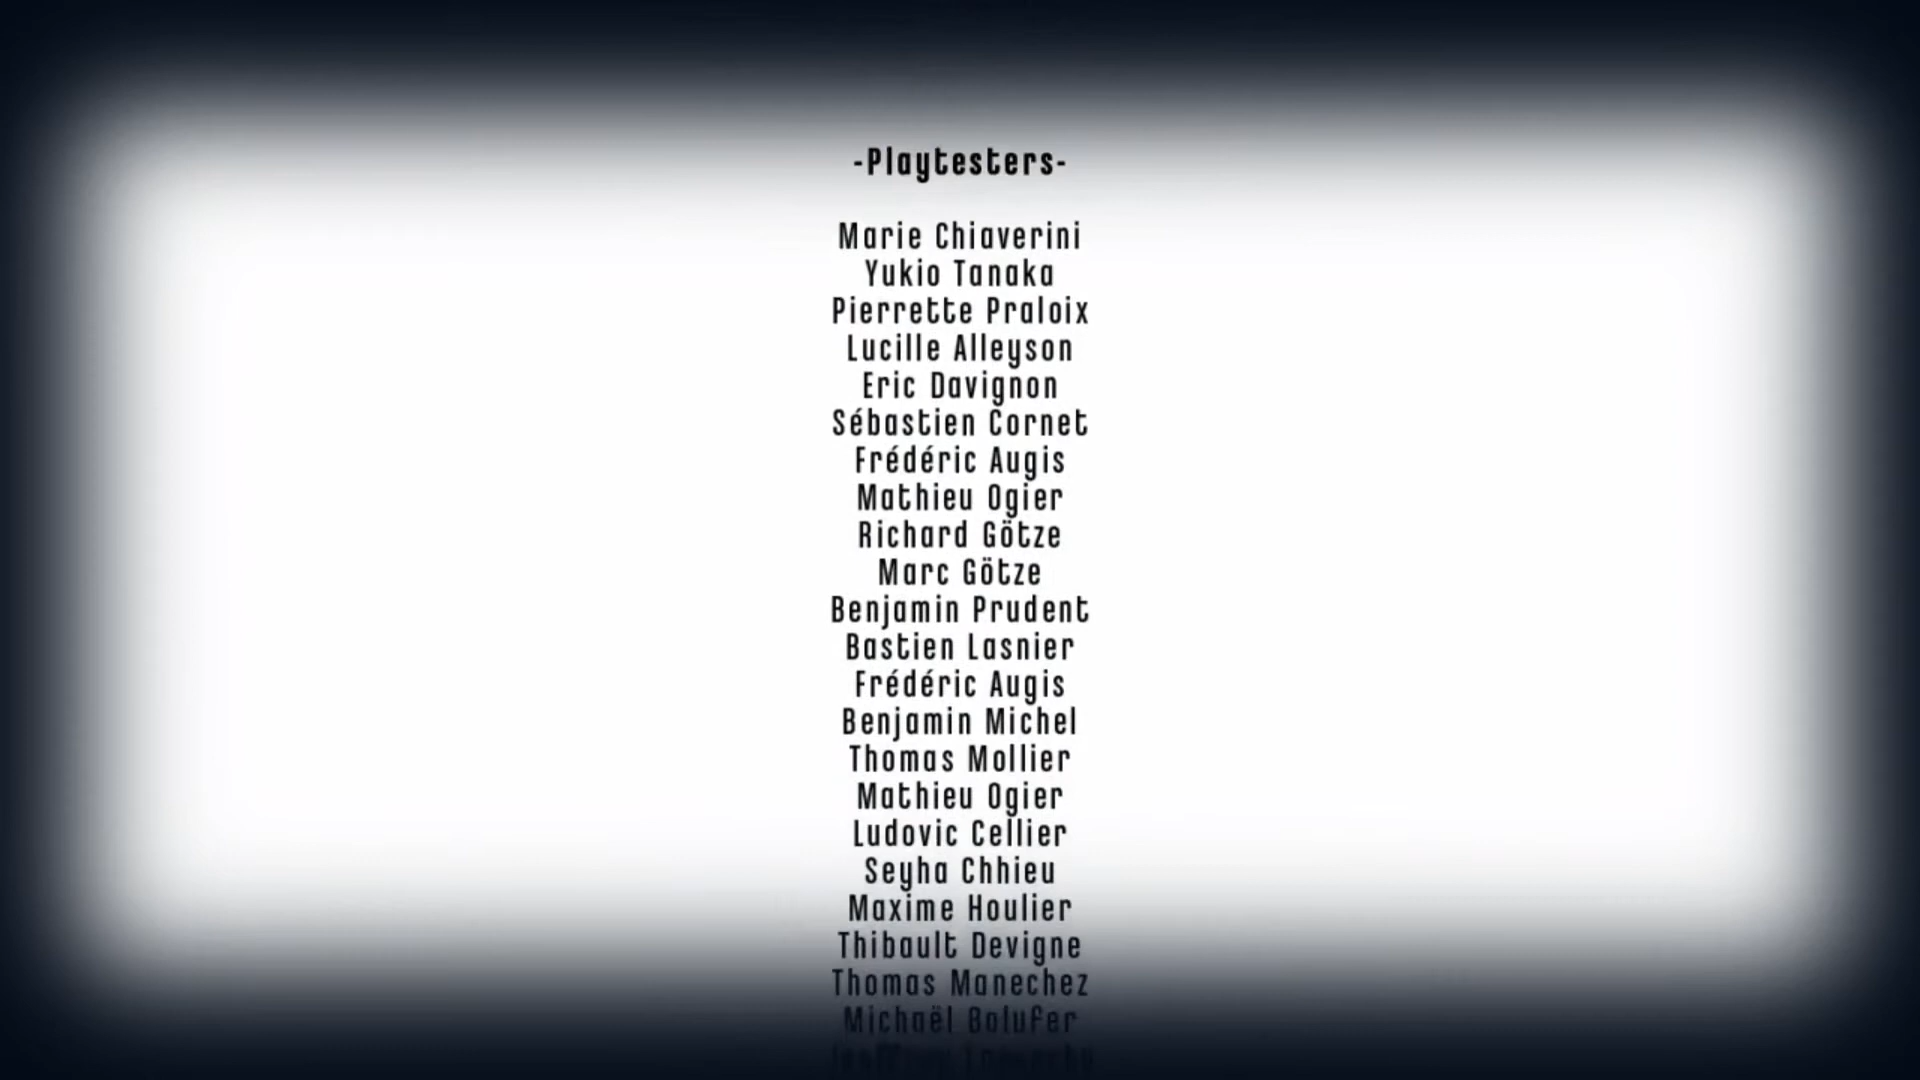 -Playtesters-
Marie Chiaverini
Yukio Tanaka
Pierrette Praloix
Lucille Alleyson
Eric Davignon
Sébastien Cornet
Frédéric Augis
Mathieu Ogier
Richard Götze
Marc Götze
Benjamin Prudent
Bastien Lasnier
Frédéric Augis
Benjamin Michel
Thomas Mollier
Mathieu Ogier
Ludovic Cellier
Seyha Chhieu
Maxime Houlier
Thibault Devigne
Thomas Manechez
Michaël Bolufer